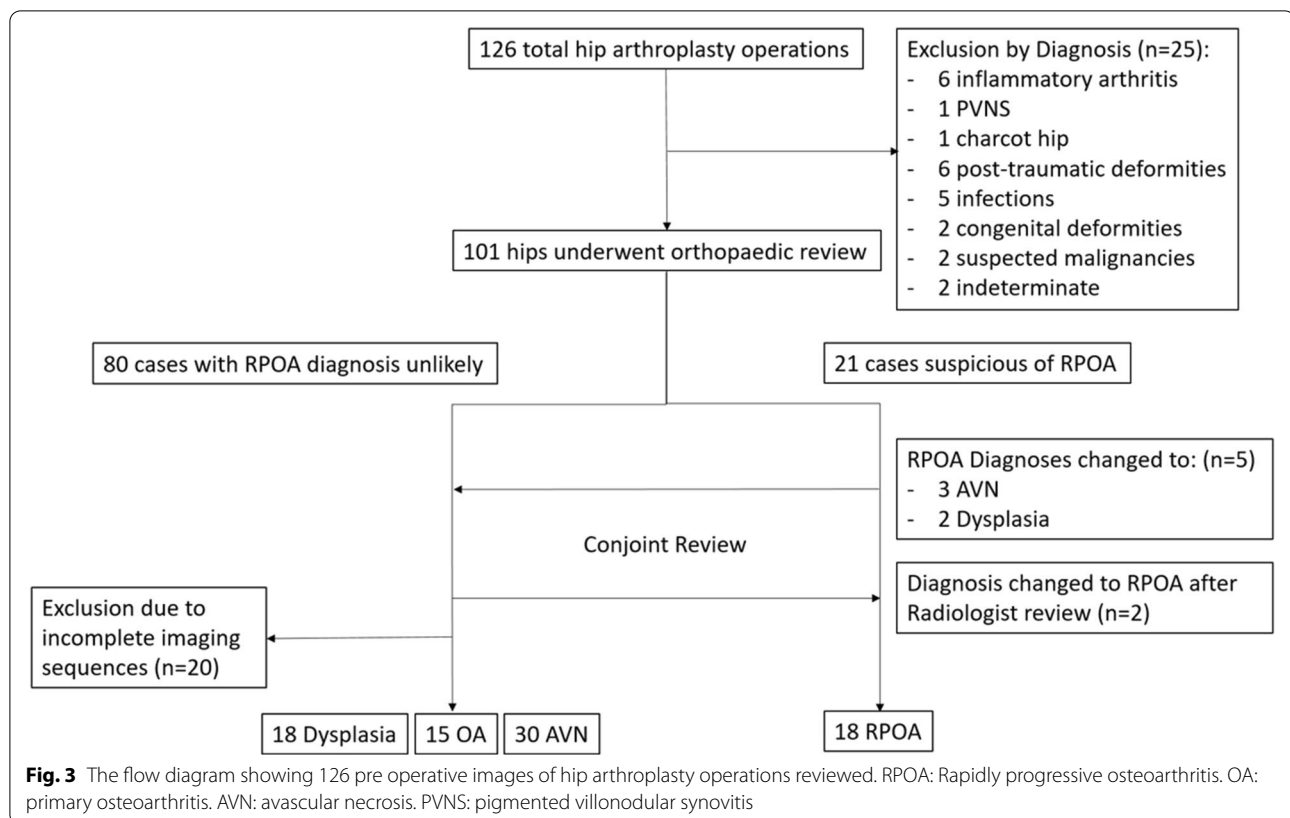 126 total hip arthroplasty operations
Exclusion by Diagnosis (n=25):
- 6 inflammatory arthritis
- 1 PVNS
- 1 charcot hip
- 6 post-traumatic deformities
- 5 infections
- 2 congenital deformities
- 2 suspected malignancies
- 2 indeterminate
101 hips underwent orthopaedic review
80 cases with RPOA diagnosis unlikely
21 cases suspicious of RPOA
RPOA Diagnoses changed to: (n=5)
- 3 AVN
- 2 Dysplasia
Conjoint Review
Diagnosis changed to RPOA after
Radiologist review (n=2)
Exclusion due to
incomplete imaging
sequences (n=20)
18 Dysplasia
15 OA
30 AVN
18 RPOA
Fig. 3 The flow diagram showing 126 pre operative images of hip arthroplasty operations reviewed. RPOA: Rapidly progressive osteoarthritis. OA:
primary osteoarthritis. AVN: avascular necrosis. PVNS: pigmented villonodular synovitis